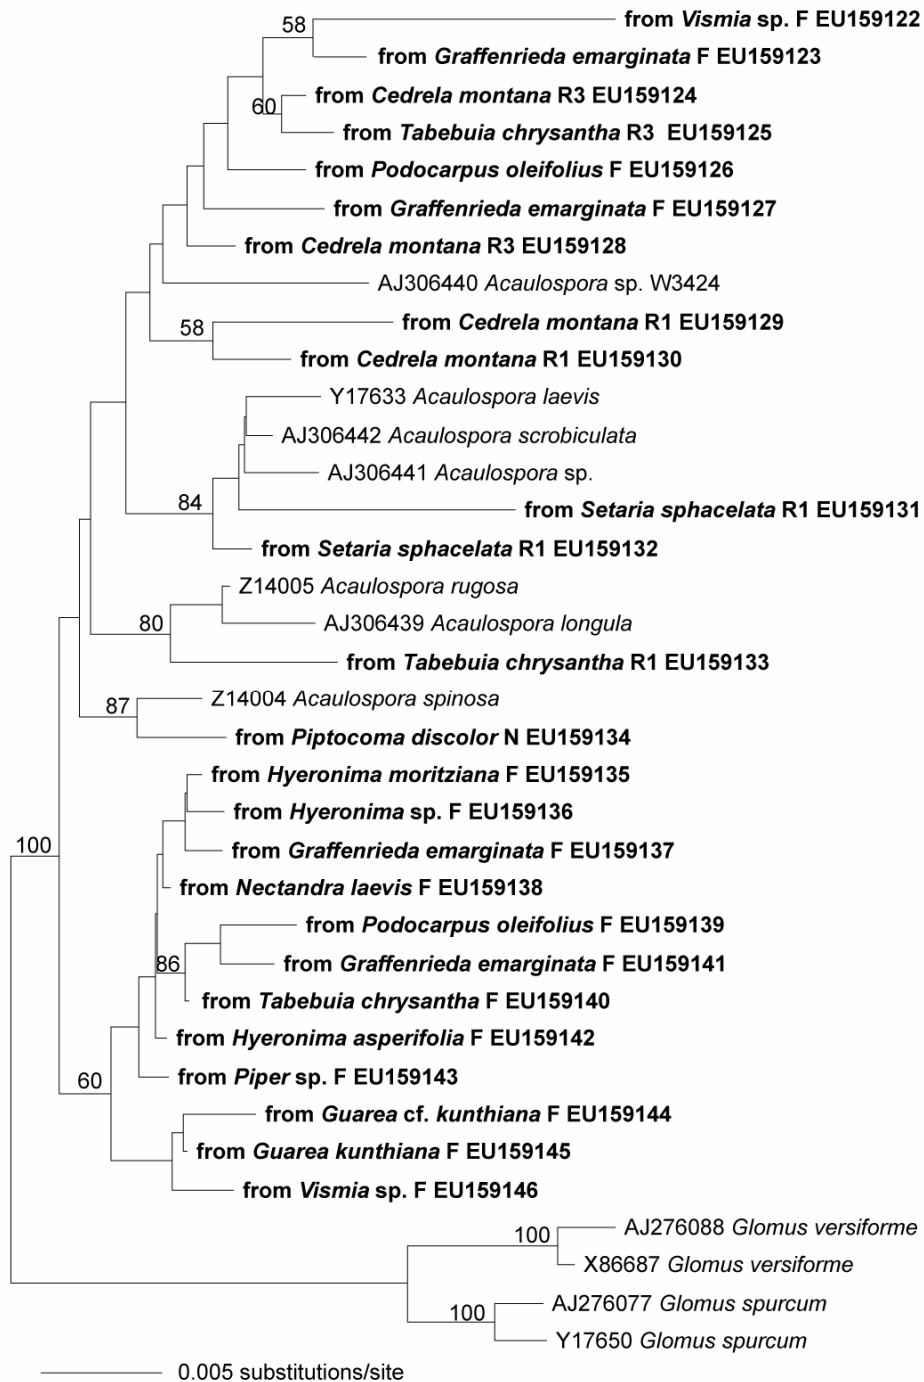 58
from Vismia sp. F EU159122
from Graffenrieda emarginata F EU159123
60
from Cedrela montana R3 EU159124
from Tabebuia chrysantha R3 EU159125
from Podocarpus oleifolius F EU159126
from Graffenrieda emarginata F EU159127
from Cedrela montana R3 EU159128
AJ306440 Acaulospora sp. W3424
58
from Cedrela montana R1 EU159129
from Cedrela montana R1 EU159130
Y17633 Acaulospora laevis
AJ306442 Acaulospora scrobiculata
AJ306441 Acaulospora sp.
84
from Setaria sphacelata R1 EU159131
from Setaria sphacelata R1 EU159132
Z14005 Acaulospora rugosa
AJ306439 Acaulospora longula
80
from Tabebuia chrysantha R1 EU159133
Z14004 Acaulospora spinosa
87
from Piptocoma discolor N EU159134
from Hyeronima moritziana F EU159135
from Hyeronima sp. F EU159136
100
from Graffenrieda emarginata F EU159137
from Nectandra laevis F EU159138
from Podocarpus oleifolius F EU159139
86
from Graffenrieda emarginata F EU159141
from Tabebuia chrysantha F EU159140
from Hyeronima asperifolia F EU159142
60
from Piper sp. F EU159143
from Guarea cf. kunthiana F EU159144
from Guarea kunthiana F EU159145
from Vismia sp. F EU159146
100
AJ276088 Glomus versiforme
X86687 Glomus versiforme
100
AJ276077 Glomus spurcum
Y17650 Glomus spurcum
0.005 substitutions/site